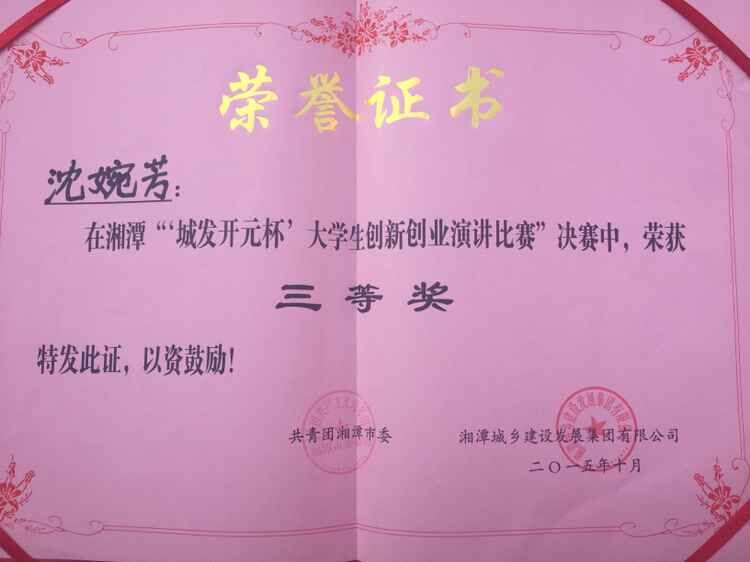 荣誉证书
沈婉芳：
在湘潭“‘城发开元杯’大学生创新创业演讲比赛”决赛中，荣获
三等奖
特发此证，以资鼓励！
共青团湘潭市委
湘潭城乡建设发展集团有限公司
二〇一五年十月